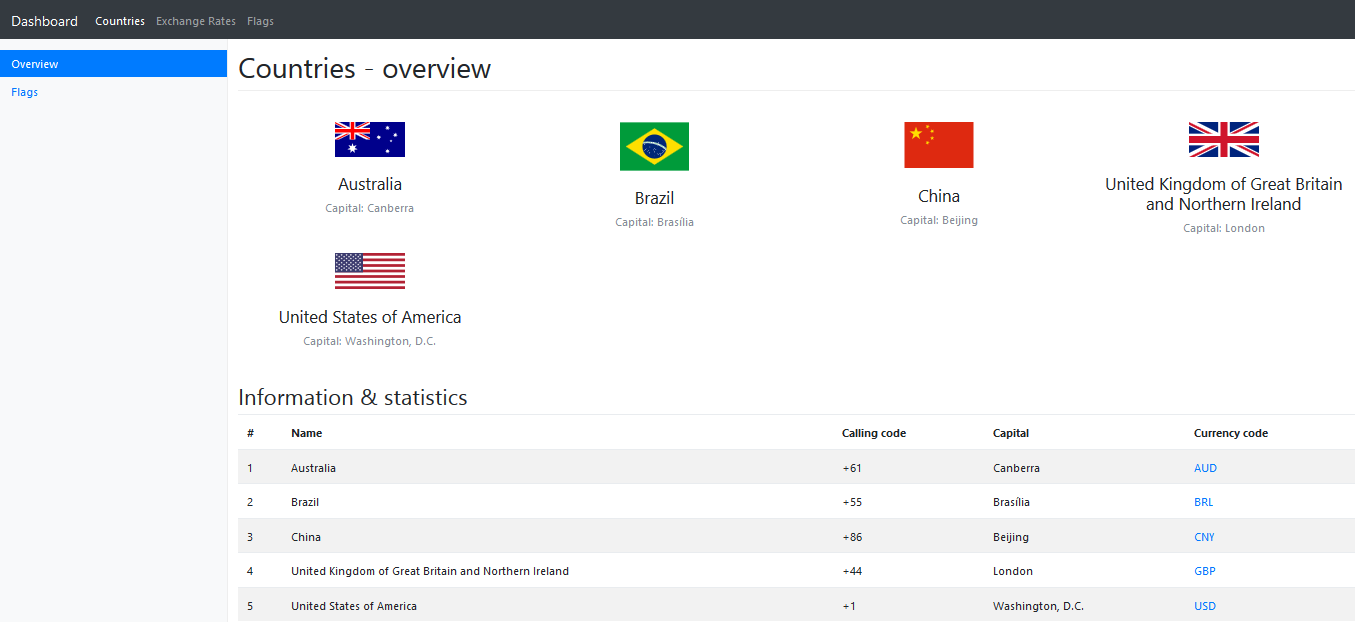 Dashboard Countries Exchange Rates Flags
Overview
Flags
Countries - overview
Australia
Capital: Canberra
Brazil
Capital: Brasília
China
Capital: Beijing
United Kingdom of Great Britain
and Northern Ireland
Capital: London
United States of America
Capital: Washington, D.C.
Information & statistics
# Name Calling code Capital Currency code
1 Australia +61 Canberra AUD
2 Brazil +55 Brasília BRL
3 China +86 Beijing CNY
4 United Kingdom of Great Britain and Northern Ireland +44 London GBP
5 United States of America +1 Washington, D.C. USD